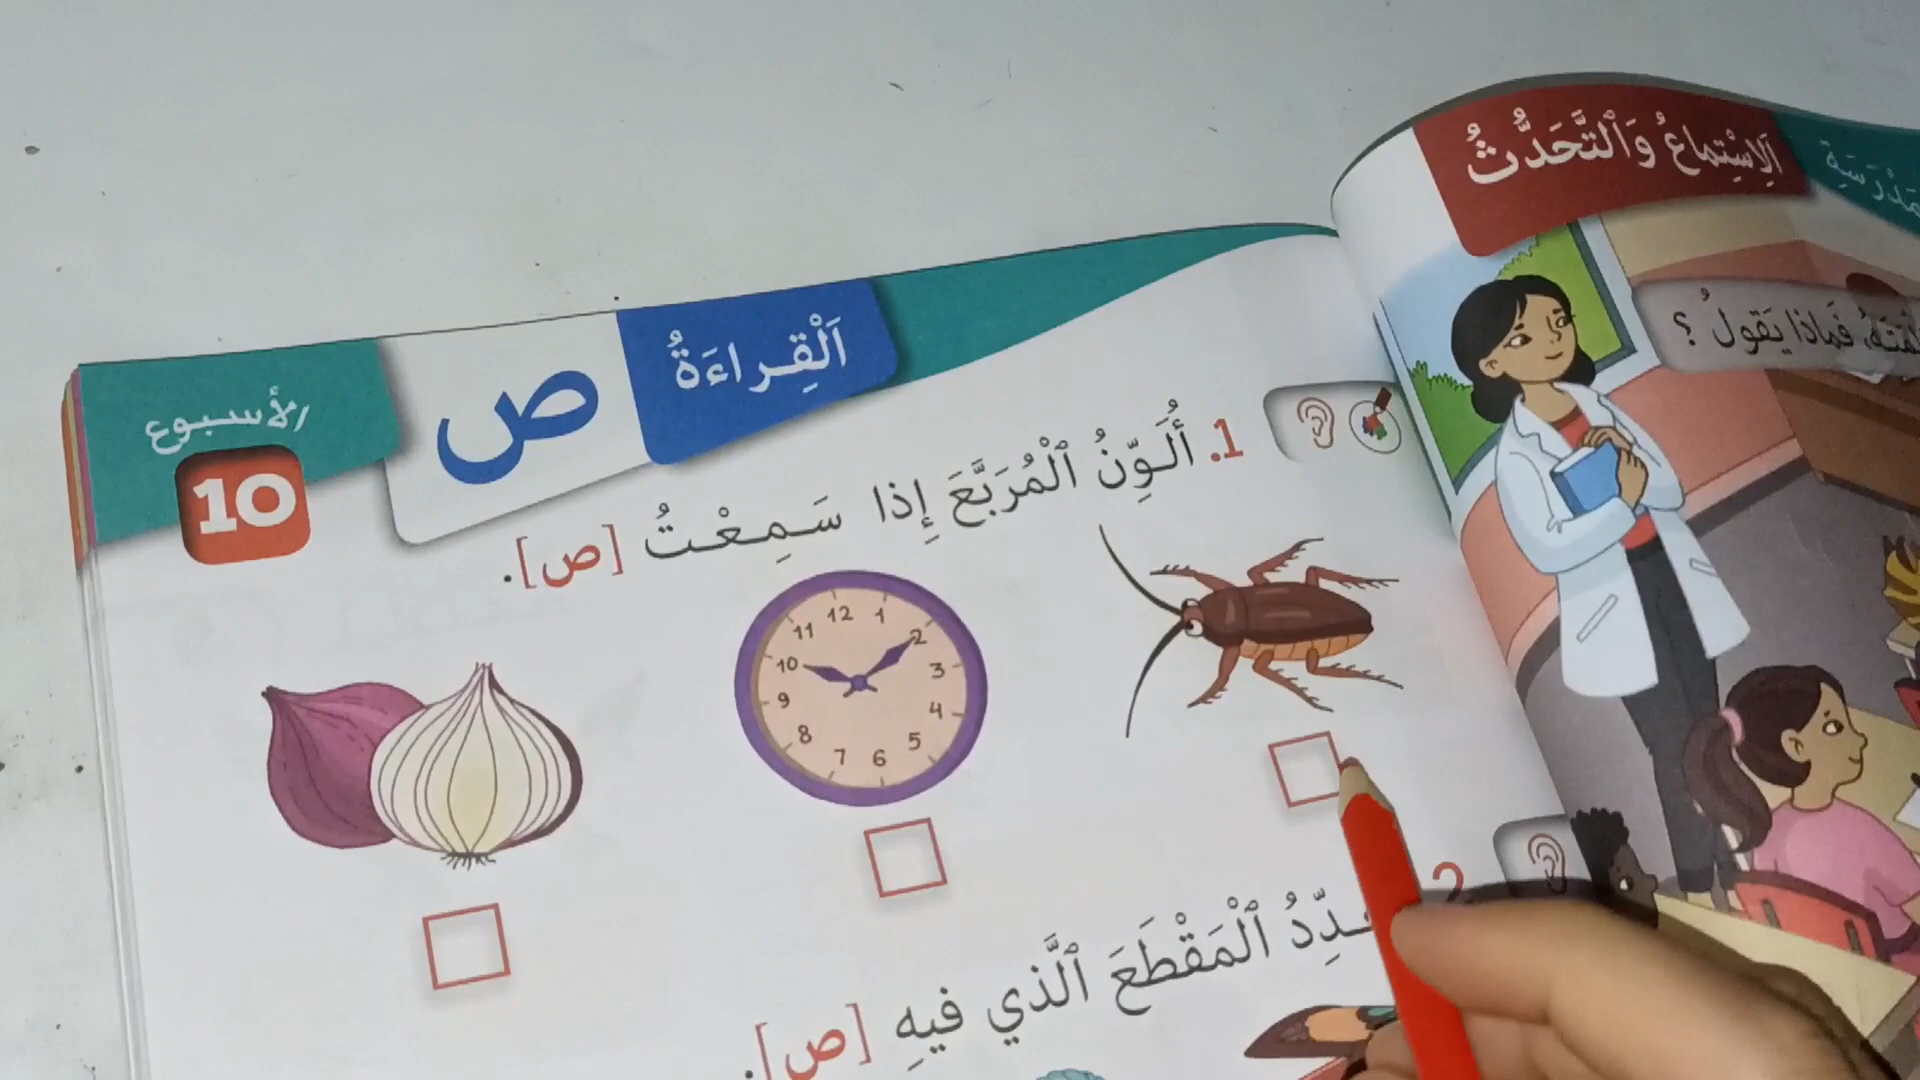 الأسبوع
10
ص
اَلْقِراءَةُ
1. أُلَوِّنُ ٱلْمُرَبَّعَ إِذا سَمِعْتُ [ص].
12 1 2 3 4 5 6 7 8 9 10 11
2
ٱلْمَقْطَعَ ٱلَّذي فيهِ [ص].
اَلِاسْتِماعُ وَٱلتَّحَدُّثُ
فَماذا يَقولُ ؟